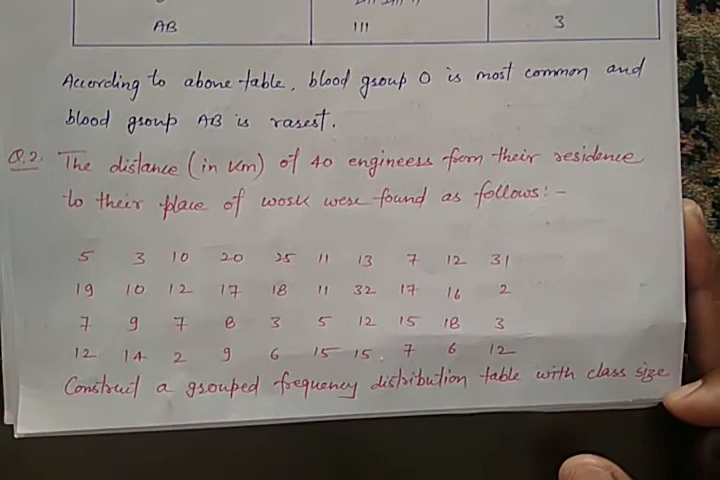 AB III 3
According to above table, blood group O is most common and
blood group AB is rarest.
Q.2. The distance (in km) of 40 engineers from their residence
to their place of work were found as follows:-
5 3 10 20 25 11 13 7 12 31
19 10 12 17 18 11 32 17 16 2
7 9 7 8 3 5 12 15 18 3
12 14 2 9 6 15 15 7 6 12
Construct a grouped frequency distribution table with class size